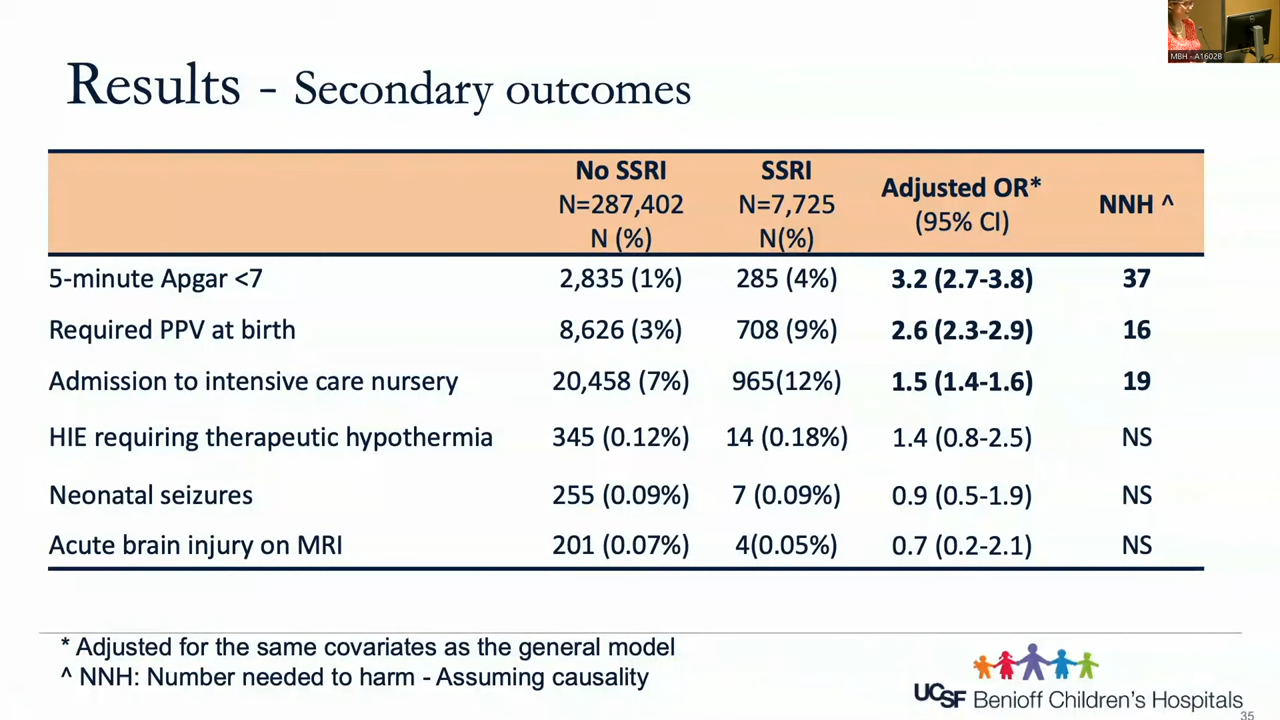 MBH - A1602B
Results - Secondary outcomes
No SSRI SSRI Adjusted OR* NNH ^
N=287,402 N=7,725 (95% CI)
N (%) N(%)
5-minute Apgar <7 2,835 (1%) 285 (4%) 3.2 (2.7-3.8) 37
Required PPV at birth 8,626 (3%) 708 (9%) 2.6 (2.3-2.9) 16
Admission to intensive care nursery 20,458 (7%) 965(12%) 1.5 (1.4-1.6) 19
HIE requiring therapeutic hypothermia 345 (0.12%) 14 (0.18%) 1.4 (0.8-2.5) NS
Neonatal seizures 255 (0.09%) 7 (0.09%) 0.9 (0.5-1.9) NS
Acute brain injury on MRI 201 (0.07%) 4(0.05%) 0.7 (0.2-2.1) NS
* Adjusted for the same covariates as the general model
^ NNH: Number needed to harm - Assuming causality
UCSF Benioff Children's Hospitals
35